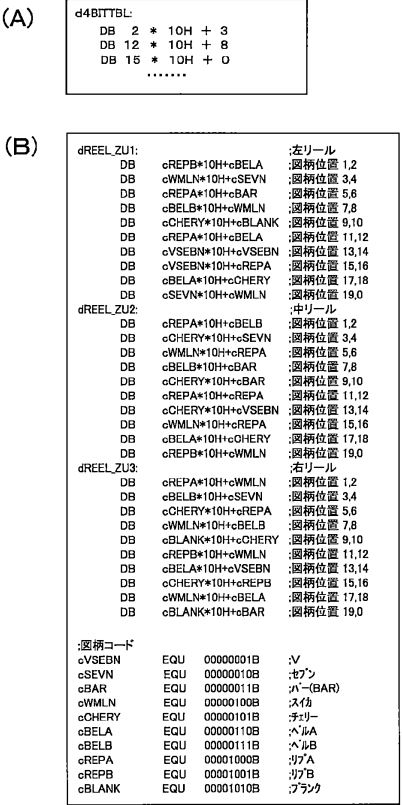 (A)
d4BITTBL:
DB 2 * 10H + 3
DB 12 * 10H + 8
DB 15 * 10H + 0
.......
(B)
dREEL_ZU1: ;左リール
DB cREPB*10H+cBELA ;図柄位置 1,2
DB cWMLN*10H+cSEVN ;図柄位置 3,4
DB cREPA*10H+cBAR ;図柄位置 5,6
DB cBELB*10H+cWMLN ;図柄位置 7,8
DB cCHERY*10H+cBLANK ;図柄位置 9,10
DB cREPA*10H+cBELA ;図柄位置 11,12
DB cVSEBN*10H+cVSEBN ;図柄位置 13,14
DB cVSEBN*10H+cREPA ;図柄位置 15,16
DB cBELA*10H+cCHERY ;図柄位置 17,18
DB cSEVN*10H+cWMLN ;図柄位置 19,0
dREEL_ZU2: ;中リール
DB cREPA*10H+cBELB ;図柄位置 1,2
DB cCHERY*10H+cSEVN ;図柄位置 3,4
DB cWMLN*10H+cREPA ;図柄位置 5,6
DB cBELB*10H+cBAR ;図柄位置 7,8
DB cCHERY*10H+cBAR ;図柄位置 9,10
DB cREPA*10H+cREPA ;図柄位置 11,12
DB cCHERY*10H+cVSEBN ;図柄位置 13,14
DB cWMLN*10H+cREPA ;図柄位置 15,16
DB cBELA*10H+cCHERY ;図柄位置 17,18
DB cREPB*10H+cWMLN ;図柄位置 19,0
dREEL_ZU3: ;右リール
DB cREPA*10H+cWMLN ;図柄位置 1,2
DB cBELB*10H+cSEVN ;図柄位置 3,4
DB cCHERY*10H+cREPA ;図柄位置 5,6
DB cWMLN*10H+cBELB ;図柄位置 7,8
DB cBLANK*10H+cCHERY ;図柄位置 9,10
DB cREPB*10H+cWMLN ;図柄位置 11,12
DB cBELA*10H+cVSEBN ;図柄位置 13,14
DB cCHERY*10H+cREPB ;図柄位置 15,16
DB cWMLN*10H+cBELA ;図柄位置 17,18
DB cBLANK*10H+cBAR ;図柄位置 19,0
;図柄コード
cVSEBN EQU 00000001B ;V
cSEVN EQU 00000010B ;セブン
cBAR EQU 00000011B ;バー(BAR)
cWMLN EQU 00000100B ;スイカ
cCHERY EQU 00000101B ;チェリー
cBELA EQU 00000110B ;ベルA
cBELB EQU 00000111B ;ベルB
cREPA EQU 00001000B ;リプA
cREPB EQU 00001001B ;リプB
cBLANK EQU 00001010B ;ブランク